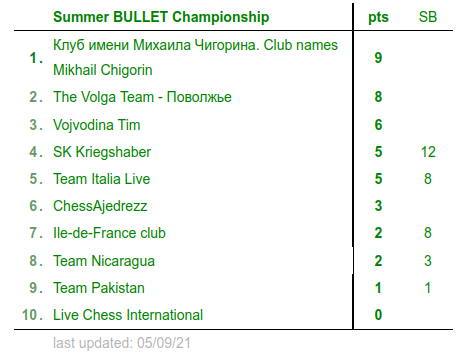 Summer BULLET Championship pts SB
1. Клуб имени Михаила Чигорина. Club names
Mikhail Chigorin 9
2. The Volga Team - Поволжье 8
3. Vojvodina Tim 6
4. SK Kriegshaber 5 12
5. Team Italia Live 5 8
6. ChessAjedrezz 3
7. Ile-de-France club 2 8
8. Team Nicaragua 2 3
9. Team Pakistan 1 1
10. Live Chess International 0
last updated: 05/09/21